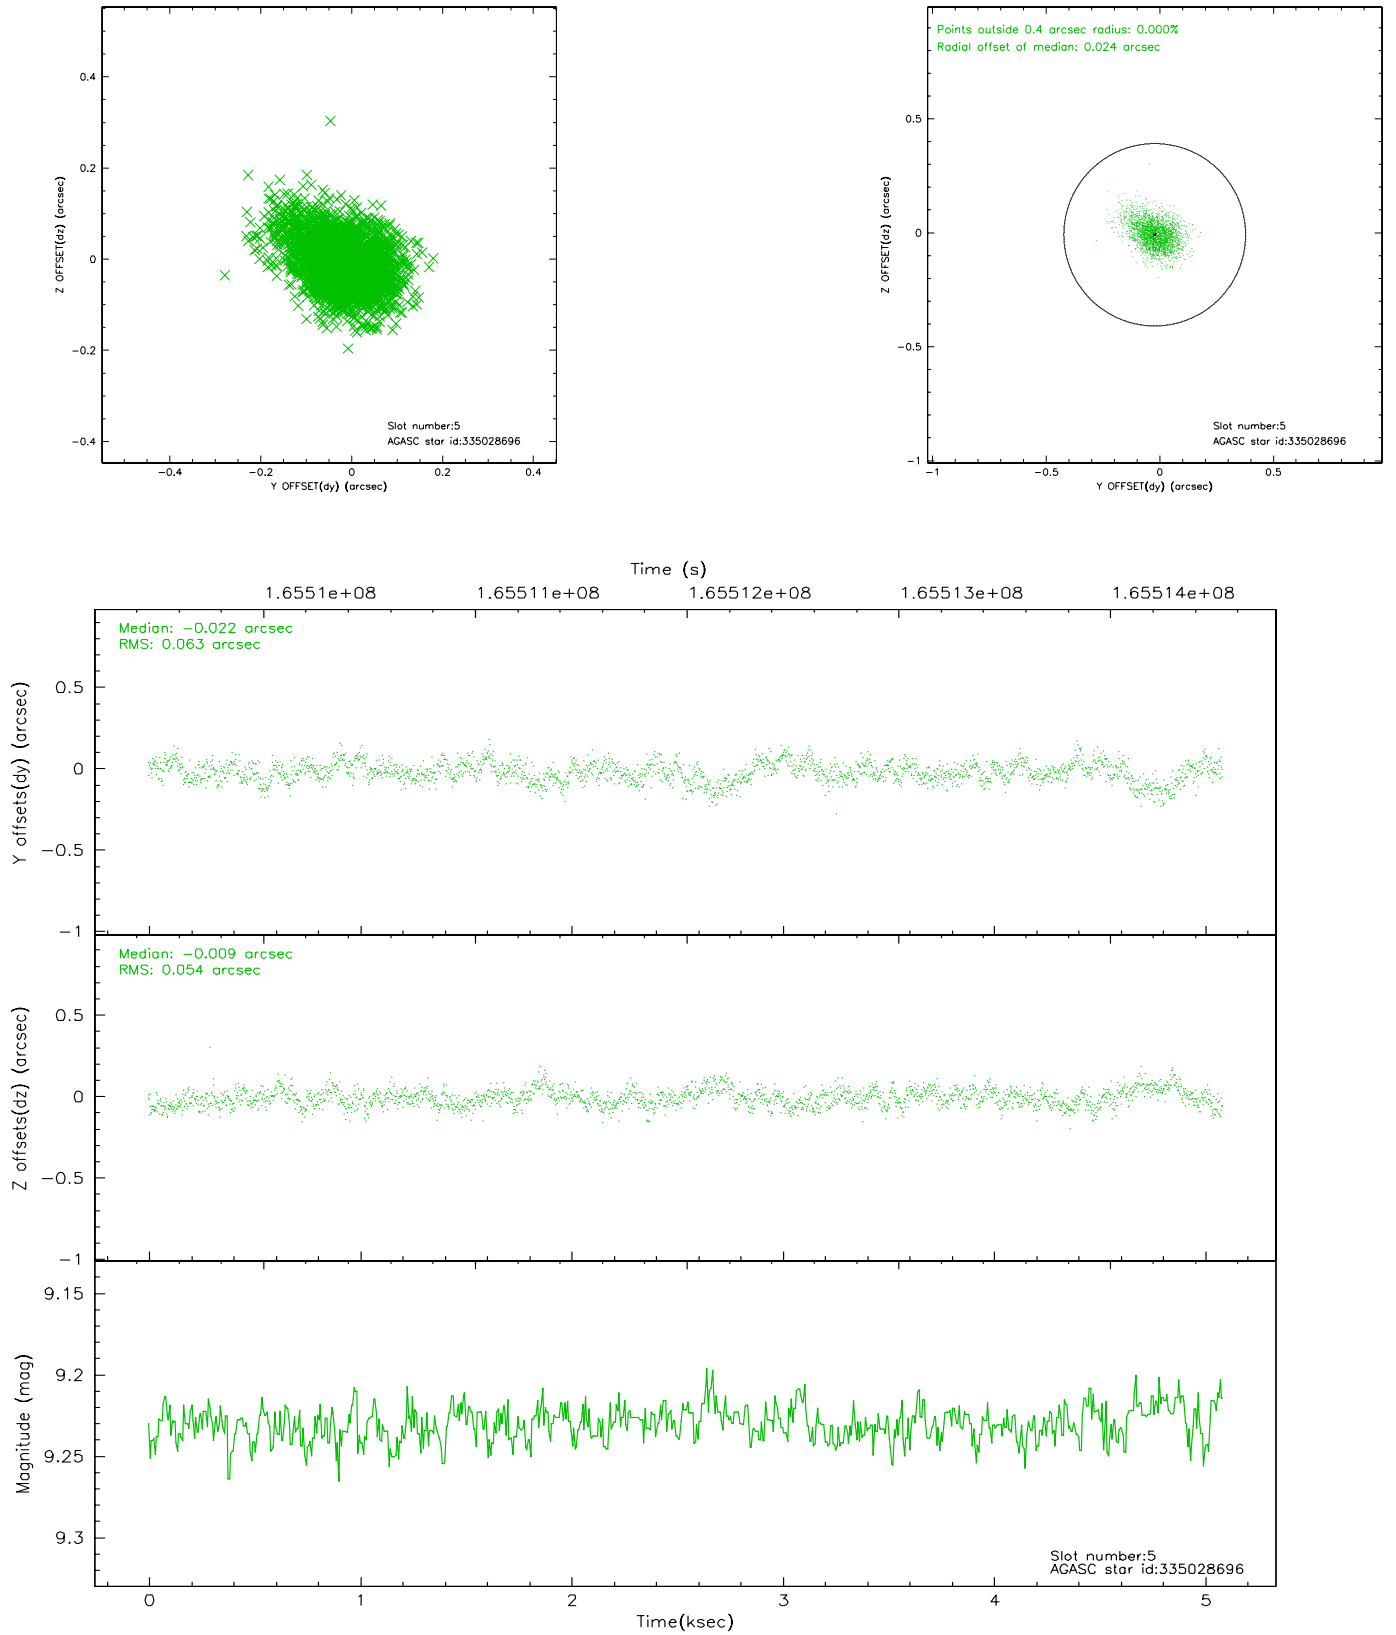 0.4
0.2
0
−0.2
−0.4
Z OFFSET(dz) (arcsec)
Slot number:5
AGASC star id:335028696
−0.4 −0.2 0 0.2 0.4
Y OFFSET(dy) (arcsec)
Points outside 0.4 arcsec radius: 0.000%
Radial offset of median: 0.024 arcsec
0.5
0
−0.5
−1
Z OFFSET(dz) (arcsec)
Slot number:5
AGASC star id:335028696
−1 −0.5 0 0.5
Y OFFSET(dy) (arcsec)
Time (s)
1.6551e+08 1.65511e+08 1.65512e+08 1.65513e+08 1.65514e+08
Median: −0.022 arcsec
RMS: 0.063 arcsec
0.5
0
−0.5
−1
Y offsets(dy) (arcsec)
Median: −0.009 arcsec
RMS: 0.054 arcsec
0.5
0
−0.5
−1
Z offsets(dz) (arcsec)
9.15
9.2
9.25
9.3
Magnitude (mag)
Slot number:5
AGASC star id:335028696
0 1 2 3 4 5
Time(ksec)